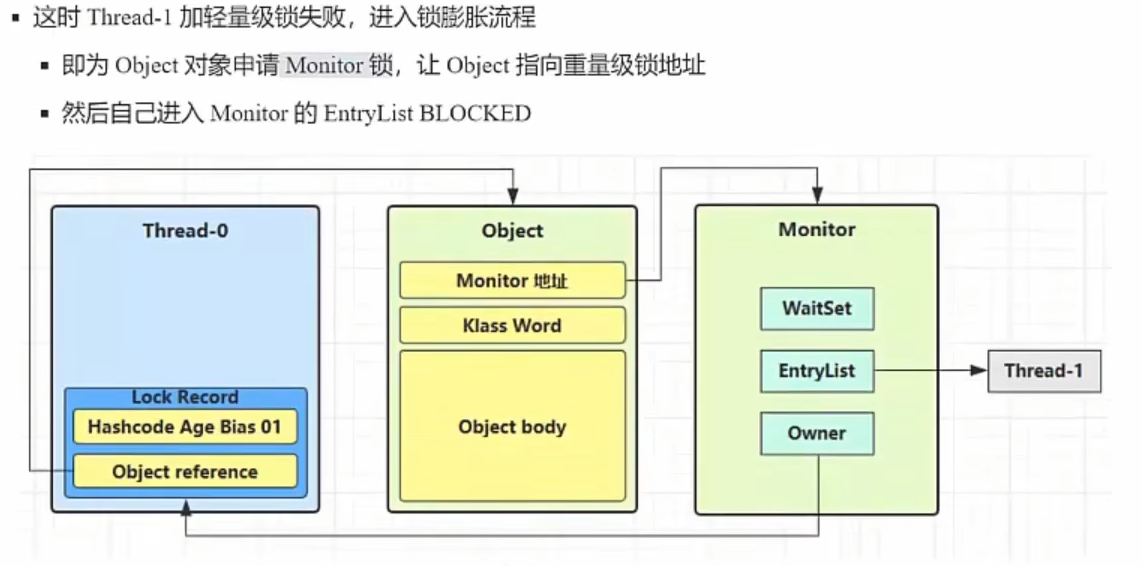 这时 Thread-1 加轻量级锁失败，进入锁膨胀流程
即为 Object 对象申请 Monitor 锁，让 Object 指向重量级锁地址
然后自己进入 Monitor 的 EntryList BLOCKED
Thread-0
Lock Record
Hashcode Age Bias 01
Object reference
Object
Monitor 地址
Klass Word
Object body
Monitor
WaitSet
EntryList
Owner
Thread-1